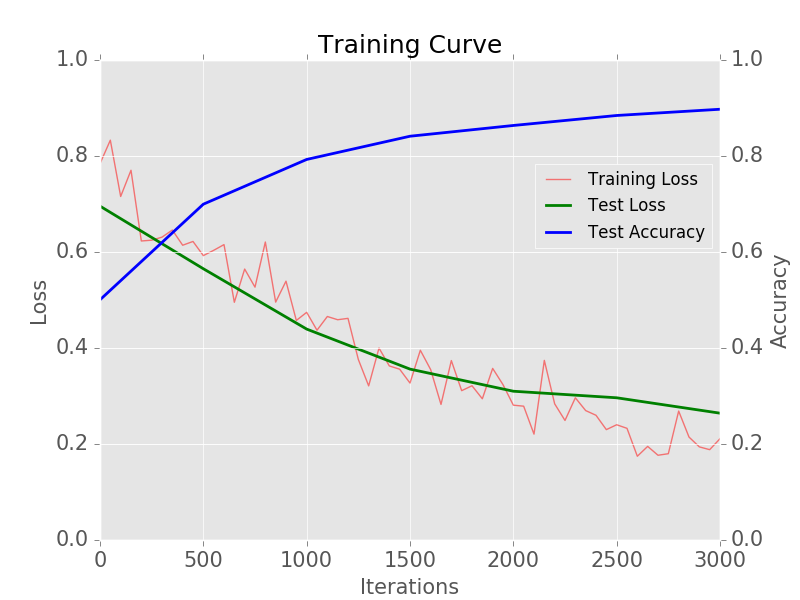 Training Curve
1.0
0.8
0.6
0.4
0.2
0.0
Loss
Training Loss
Test Loss
Test Accuracy
1.0
0.8
0.6
0.4
0.2
0.0
Accuracy
0 500 1000 1500 2000 2500 3000
Iterations